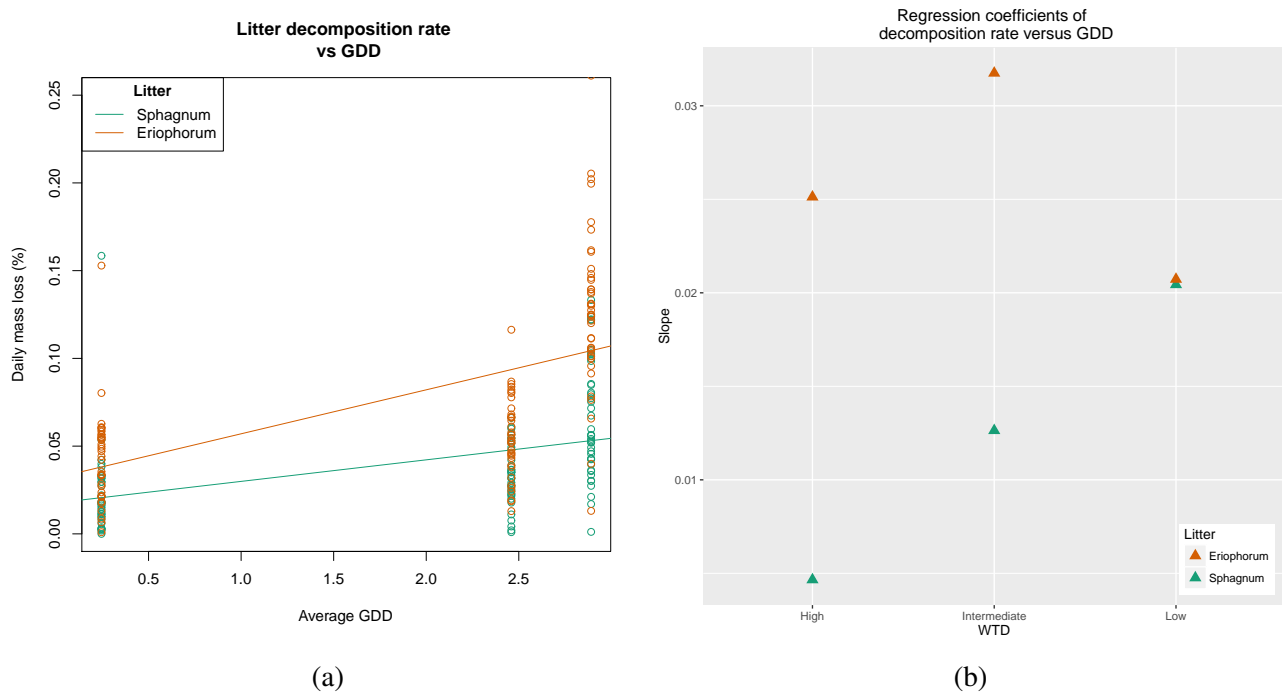 Litter decomposition rate
vs GDD
Litter
Sphagnum
Eriophorum
Daily mass loss (%)
0.25
0.20
0.15
0.10
0.05
0.00
0.5
1.0
1.5
2.0
2.5
Average GDD
(a)
Regression coefficients of
decomposition rate versus GDD
Slope
0.03
0.02
0.01
Litter
Eriophorum
Sphagnum
High
Intermediate
Low
WTD
(b)